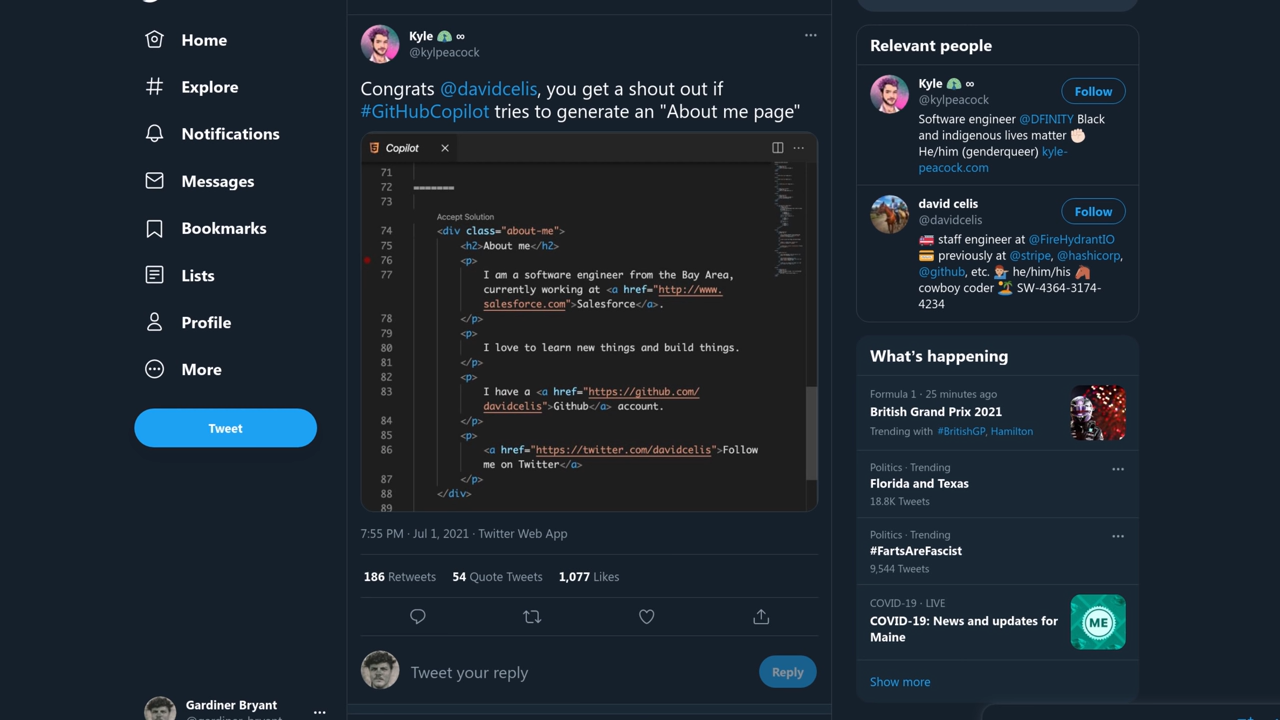 Home
Explore
Notifications
Messages
Bookmarks
Lists
Profile
More
Tweet
Gardiner Bryant
Kyle ∞
@kylpeacock
Congrats @davidcelis, you get a shout out if
#GitHubCopilot tries to generate an "About me page"
Copilot
71
72 =======
73
Accept Solution
74 <div class="about-me">
75 <h2>About me</h2>
76 <p>
77 I am a software engineer from the Bay Area,
currently working at <a href="http://www.
salesforce.com">Salesforce</a>.
78 </p>
79 <p>
80 I love to learn new things and build things.
81 </p>
82 <p>
83 I have a <a href="https://github.com/
davidcelis">Github</a> account.
84 </p>
85 <p>
86 <a href="https://twitter.com/davidcelis">Follow
me on Twitter</a>
87 </p>
88 </div>
89
7:55 PM · Jul 1, 2021 · Twitter Web App
186 Retweets 54 Quote Tweets 1,077 Likes
Tweet your reply
Reply
Relevant people
Kyle ∞
@kylpeacock
Follow
Software engineer @DFINITY Black
and indigenous lives matter
He/him (genderqueer) kyle-
peacock.com
david celis
@davidcelis
Follow
staff engineer at @FireHydrantIO
previously at @stripe, @hashicorp,
@github, etc. he/him/his
cowboy coder SW-4364-3174-
4234
What's happening
Formula 1 · 25 minutes ago
British Grand Prix 2021
Trending with #BritishGP, Hamilton
Politics · Trending
Florida and Texas
18.8K Tweets
Politics · Trending
#FartsAreFascist
9,544 Tweets
COVID-19 · LIVE
COVID-19: News and updates for
Maine
ME
Show more